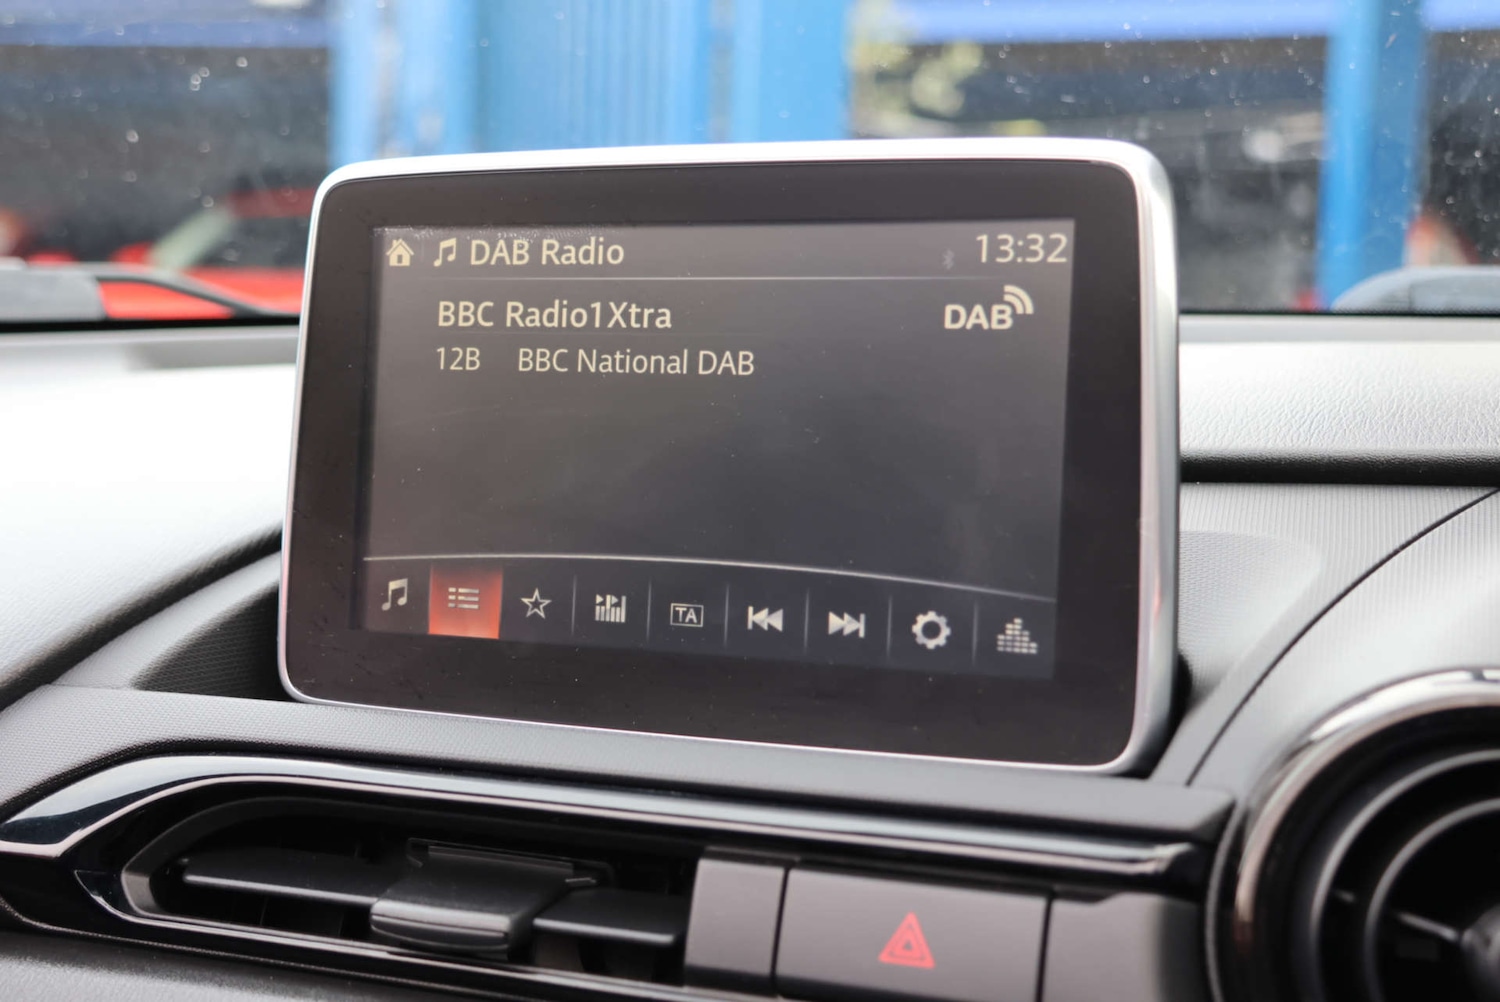 DAB Radio 13:32
BBC Radio1Xtra DAB
12B BBC National DAB
TA